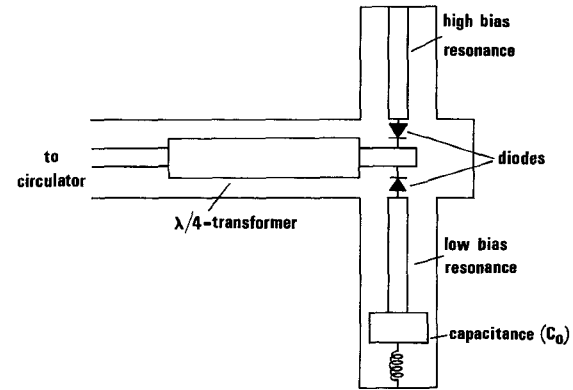 high bias
resonance
to
circulator
diodes
λ/4-transformer
low bias
resonance
capacitance (C₀)